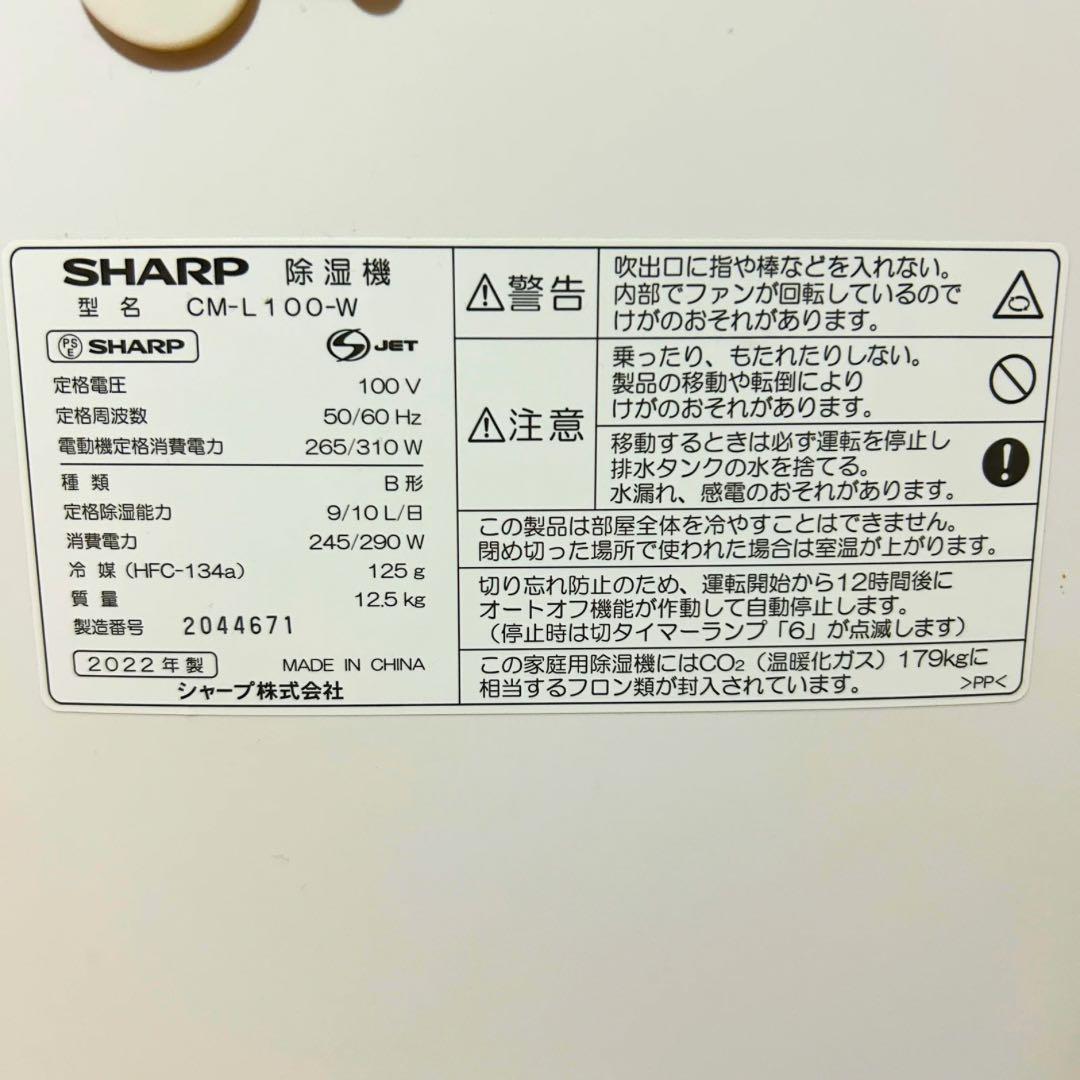 SHARP 除湿機
型名 CM-L100-W
PSE SHARP S JET
定格電圧 100V
定格周波数 50/60 Hz
電動機定格消費電力 265/310 W
種類 B形
定格除湿能力 9/10 L/日
消費電力 245/290 W
冷媒 (HFC-134a) 125g
質量 12.5kg
製造番号 2044671
2022年製 MADE IN CHINA
シャープ株式会社
警告
吹出口に指や棒などを入れない。
内部でファンが回転しているので
けがのおそれがあります。
注意
乗ったり、もたれたりしない。
製品の移動や転倒により
けがのおそれがあります。
移動するときは必ず運転を停止し
排水タンクの水を捨てる。
水漏れ、感電のおそれがあります。
この製品は部屋全体を冷やすことはできません。
閉め切った場所で使われた場合は室温が上がります。
切り忘れ防止のため、運転開始から12時間後に
オートオフ機能が作動して自動停止します。
(停止時は切タイマーランプ「6」が点滅します)
この家庭用除湿機にはCO₂（温暖化ガス）179kgに
相当するフロン類が封入されています。
>PP<